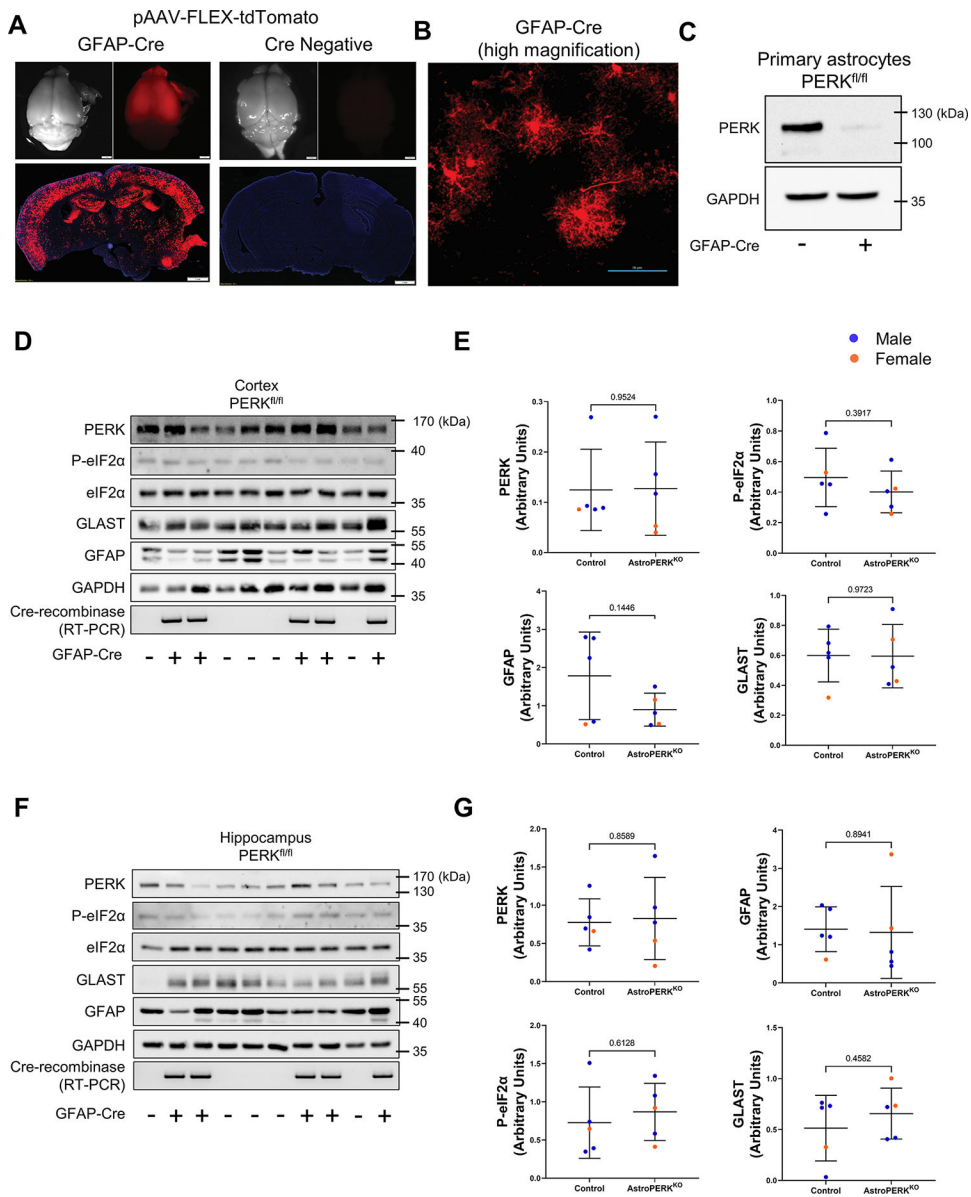 A
pAAV-FLEX-tdTomato
GFAP-Cre
Cre Negative
B
GFAP-Cre
(high magnification)
C
Primary astrocytes
PERKfl/fl
PERK
130 (kDa)
100
GAPDH
35
GFAP-Cre - +
D
Cortex
PERKfl/fl
PERK
170 (kDa)
P-eIF2α
40
eIF2α
35
GLAST
55
GFAP
55
40
GAPDH
35
Cre-recombinase
(RT-PCR)
GFAP-Cre - + + - - - + + - +
E
Male
Female
PERK
(Arbitrary Units)
0.3
0.2
0.1
0.0
0.9524
Control
AstroPERKKO
P-eIF2α
(Arbitrary Units)
1.0
0.8
0.6
0.4
0.2
0.0
0.3917
Control
AstroPERKKO
GFAP
(Arbitrary Units)
4
3
2
1
0
0.1446
Control
AstroPERKKO
GLAST
(Arbitrary Units)
1.0
0.8
0.6
0.4
0.2
0.0
0.9723
Control
AstroPERKKO
F
Hippocampus
PERKfl/fl
PERK
170 (kDa)
130
P-eIF2α
35
eIF2α
35
GLAST
55
GFAP
55
40
GAPDH
35
Cre-recombinase
(RT-PCR)
GFAP-Cre - + + - - - + + - +
G
PERK
(Arbitrary Units)
2.0
1.5
1.0
0.5
0.0
0.8589
Control
AstroPERKKO
GFAP
(Arbitrary Units)
4
3
2
1
0
0.8941
Control
AstroPERKKO
P-eIF2α
(Arbitrary Units)
2.0
1.5
1.0
0.5
0.0
0.6128
Control
AstroPERKKO
GLAST
(Arbitrary Units)
1.5
1.0
0.5
0.0
0.4582
Control
AstroPERKKO